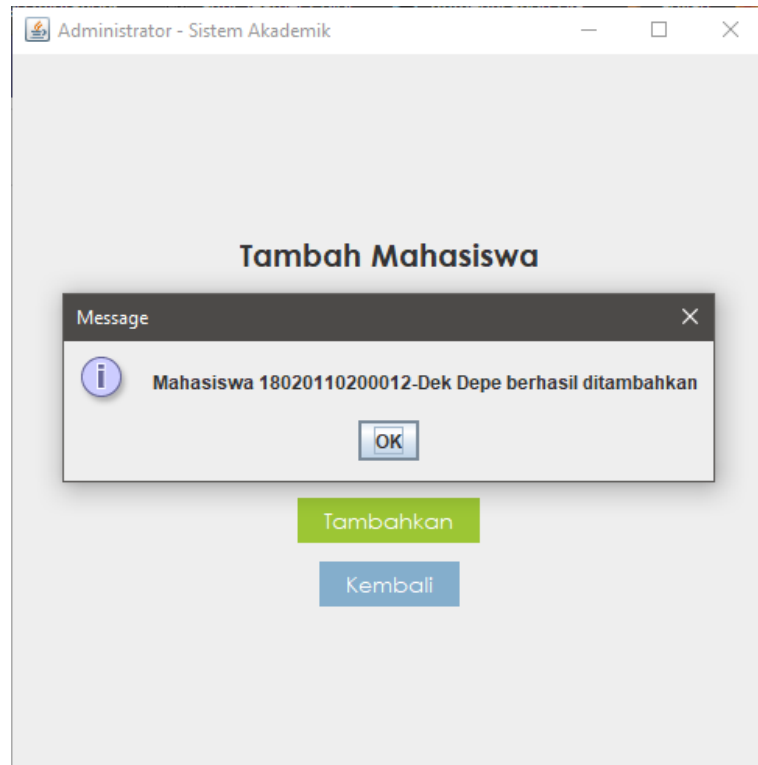 Administrator - Sistem Akademik
Tambah Mahasiswa
Message
i
Mahasiswa 18020110200012-Dek Depe berhasil ditambahkan
OK
Tambahkan
Kembali